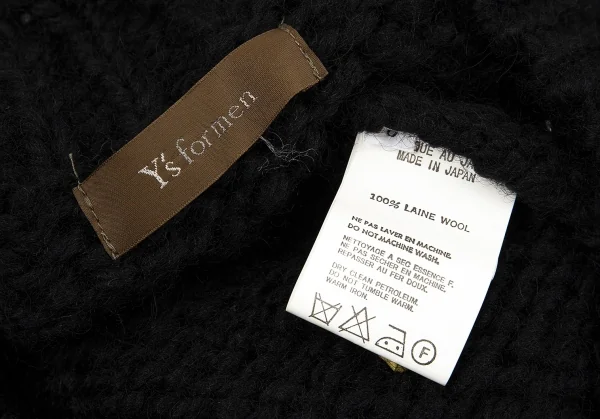 Y's for men
MADE IN JAPAN
100% LAINE WOOL
NE PAS LAVER EN MACHINE.
DO NOT MACHINE WASH.
NETTOYAGE A SEC ESSENCE F.
NE PAS SECHER EN MACHINE.
REPASSER AU FER DOUX.
DRY CLEAN PETROLEUM.
DO NOT TUMBLE WARM.
WARM IRON.
F